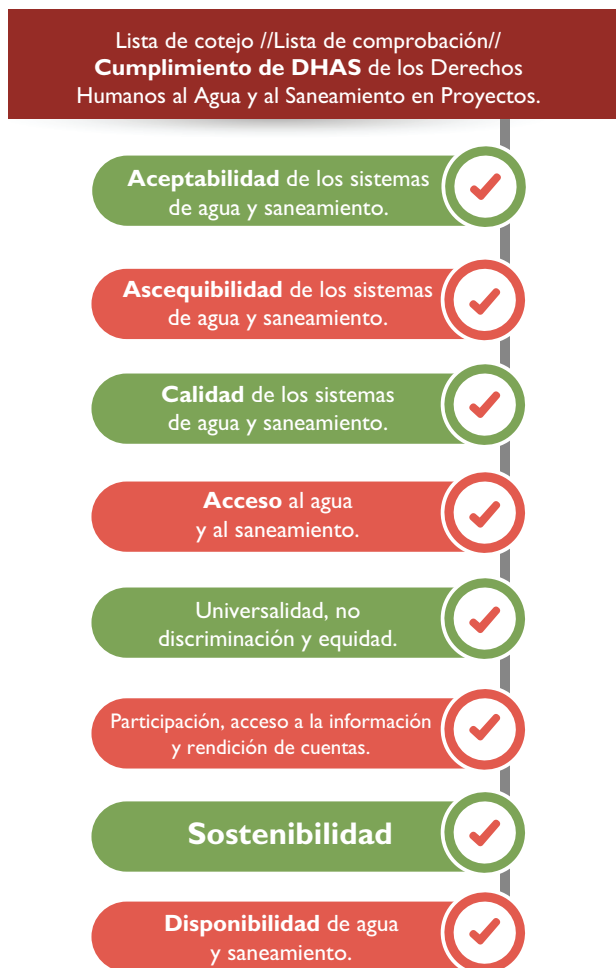 Lista de cotejo //Lista de comprobación//
Cumplimiento de DHAS de los Derechos
Humanos al Agua y al Saneamiento en Proyectos.
Aceptabilidad de los sistemas
de agua y saneamiento.
Ascequibilidad de los sistemas
de agua y saneamiento.
Calidad de los sistemas
de agua y saneamiento.
Acceso al agua
y al saneamiento.
Universalidad, no
discriminación y equidad.
Participación, acceso a la información
y rendición de cuentas.
Sostenibilidad
Disponibilidad de agua
y saneamiento.